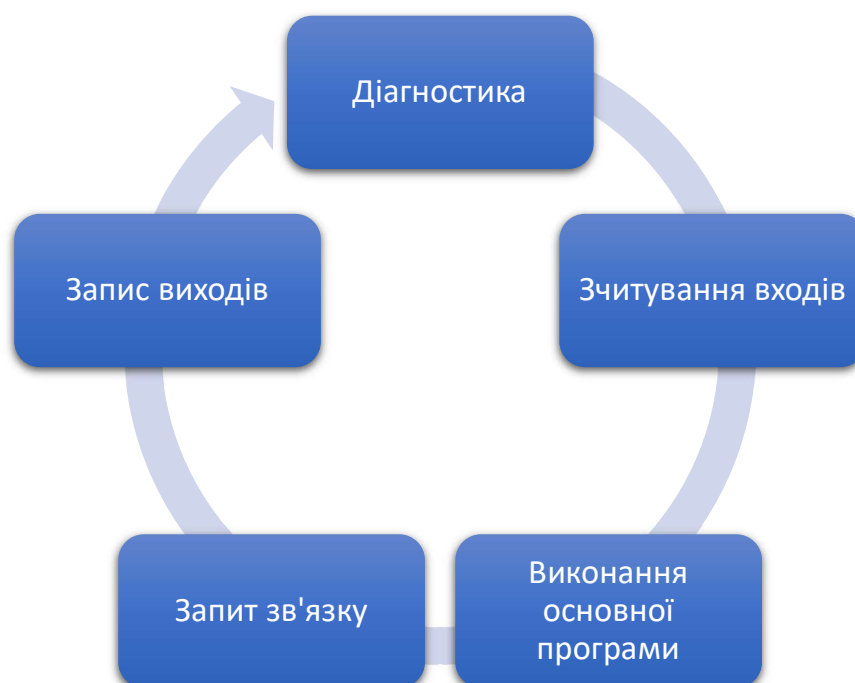 Діагностика
Зчитування входів
Виконання
основної
програми
Запит зв'язку
Запис виходів